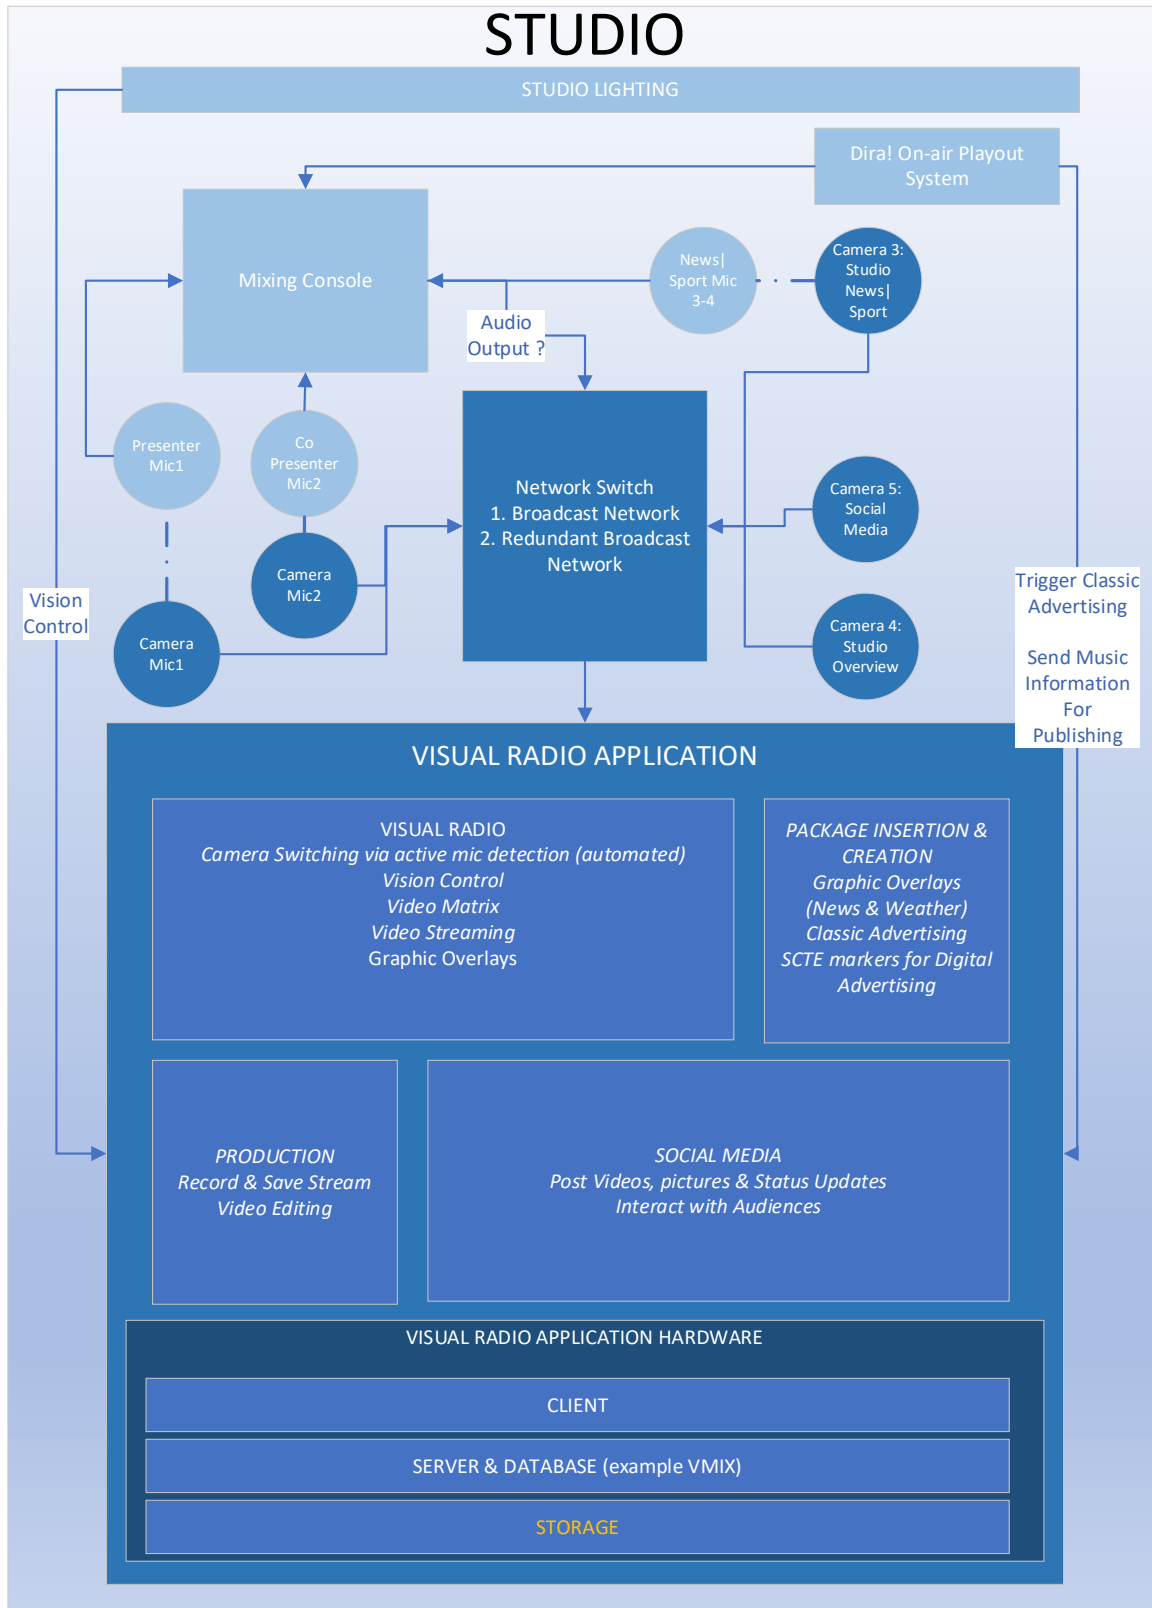 STUDIO
STUDIO LIGHTING
Dira! On-air Playout
System
Mixing Console
News|
Sport Mic
3-4
Camera 3:
Studio
News|
Sport
Audio
Output ?
Presenter
Mic1
Co
Presenter
Mic2
Network Switch
1. Broadcast Network
2. Redundant Broadcast
Network
Camera 5:
Social
Media
Camera
Mic2
Camera
Mic1
Camera 4:
Studio
Overview
Vision
Control
Trigger Classic
Advertising
Send Music
Information
For
Publishing
VISUAL RADIO APPLICATION
VISUAL RADIO
Camera Switching via active mic detection (automated)
Vision Control
Video Matrix
Video Streaming
Graphic Overlays
PACKAGE INSERTION &
CREATION
Graphic Overlays
(News & Weather)
Classic Advertising
SCTE markers for Digital
Advertising
PRODUCTION
Record & Save Stream
Video Editing
SOCIAL MEDIA
Post Videos, pictures & Status Updates
Interact with Audiences
VISUAL RADIO APPLICATION HARDWARE
CLIENT
SERVER & DATABASE (example VMIX)
STORAGE